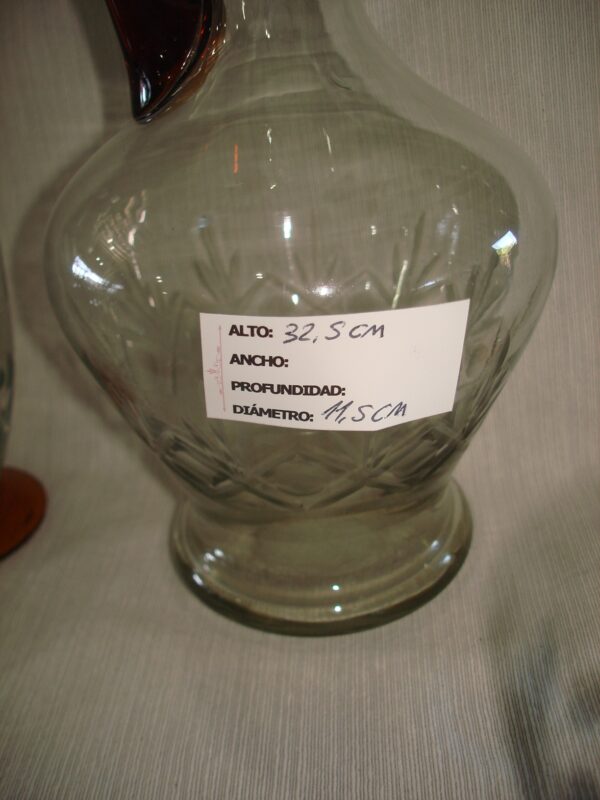 ALTO: 32,5 CM
ANCHO:
PROFUNDIDAD:
DIÁMETRO: 11,5 CM